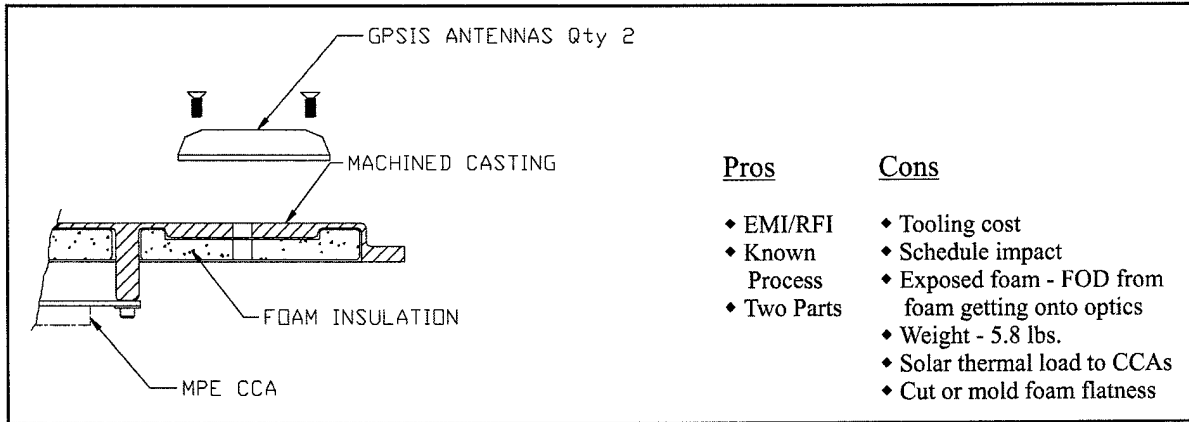 GPSIS ANTENNAS Qty 2
MACHINED CASTING
FOAM INSULATION
MPE CCA
Pros
◆ EMI/RFI
◆ Known
Process
◆ Two Parts
Cons
◆ Tooling cost
◆ Schedule impact
◆ Exposed foam - FOD from
foam getting onto optics
◆ Weight - 5.8 lbs.
◆ Solar thermal load to CCAs
◆ Cut or mold foam flatness